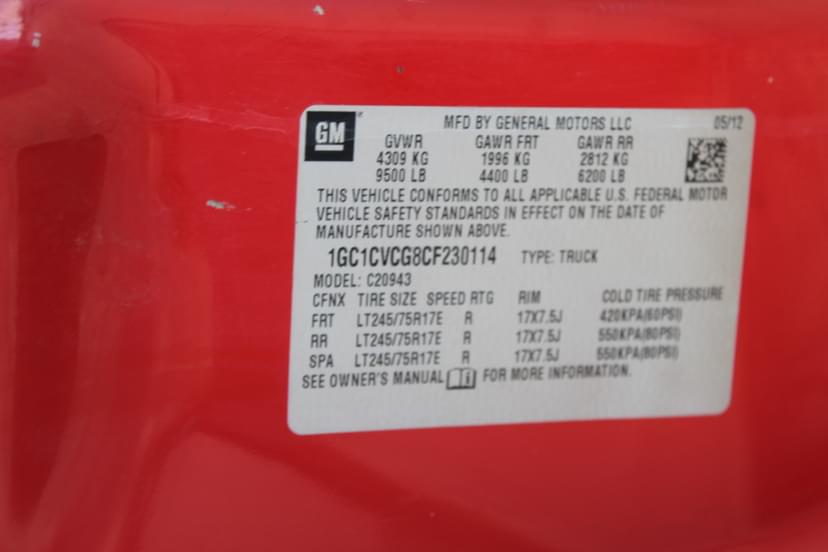 GM
MFD BY GENERAL MOTORS LLC 05/12
GVWR GAWR FRT GAWR RR
4309 KG 1996 KG 2812 KG
9500 LB 4400 LB 6200 LB
THIS VEHICLE CONFORMS TO ALL APPLICABLE U.S. FEDERAL MOTOR
VEHICLE SAFETY STANDARDS IN EFFECT ON THE DATE OF
MANUFACTURE SHOWN ABOVE.
1GC1CVCG8CF230114 TYPE: TRUCK
MODEL: C20943
CFNX TIRE SIZE SPEED RTG RIM COLD TIRE PRESSURE
FRT LT245/75R17E R 17X7.5J 420KPA(60PSI)
RR LT245/75R17E R 17X7.5J 550KPA(80PSI)
SPA LT245/75R17E R 17X7.5J 550KPA(80PSI)
SEE OWNER'S MANUAL i FOR MORE INFORMATION.